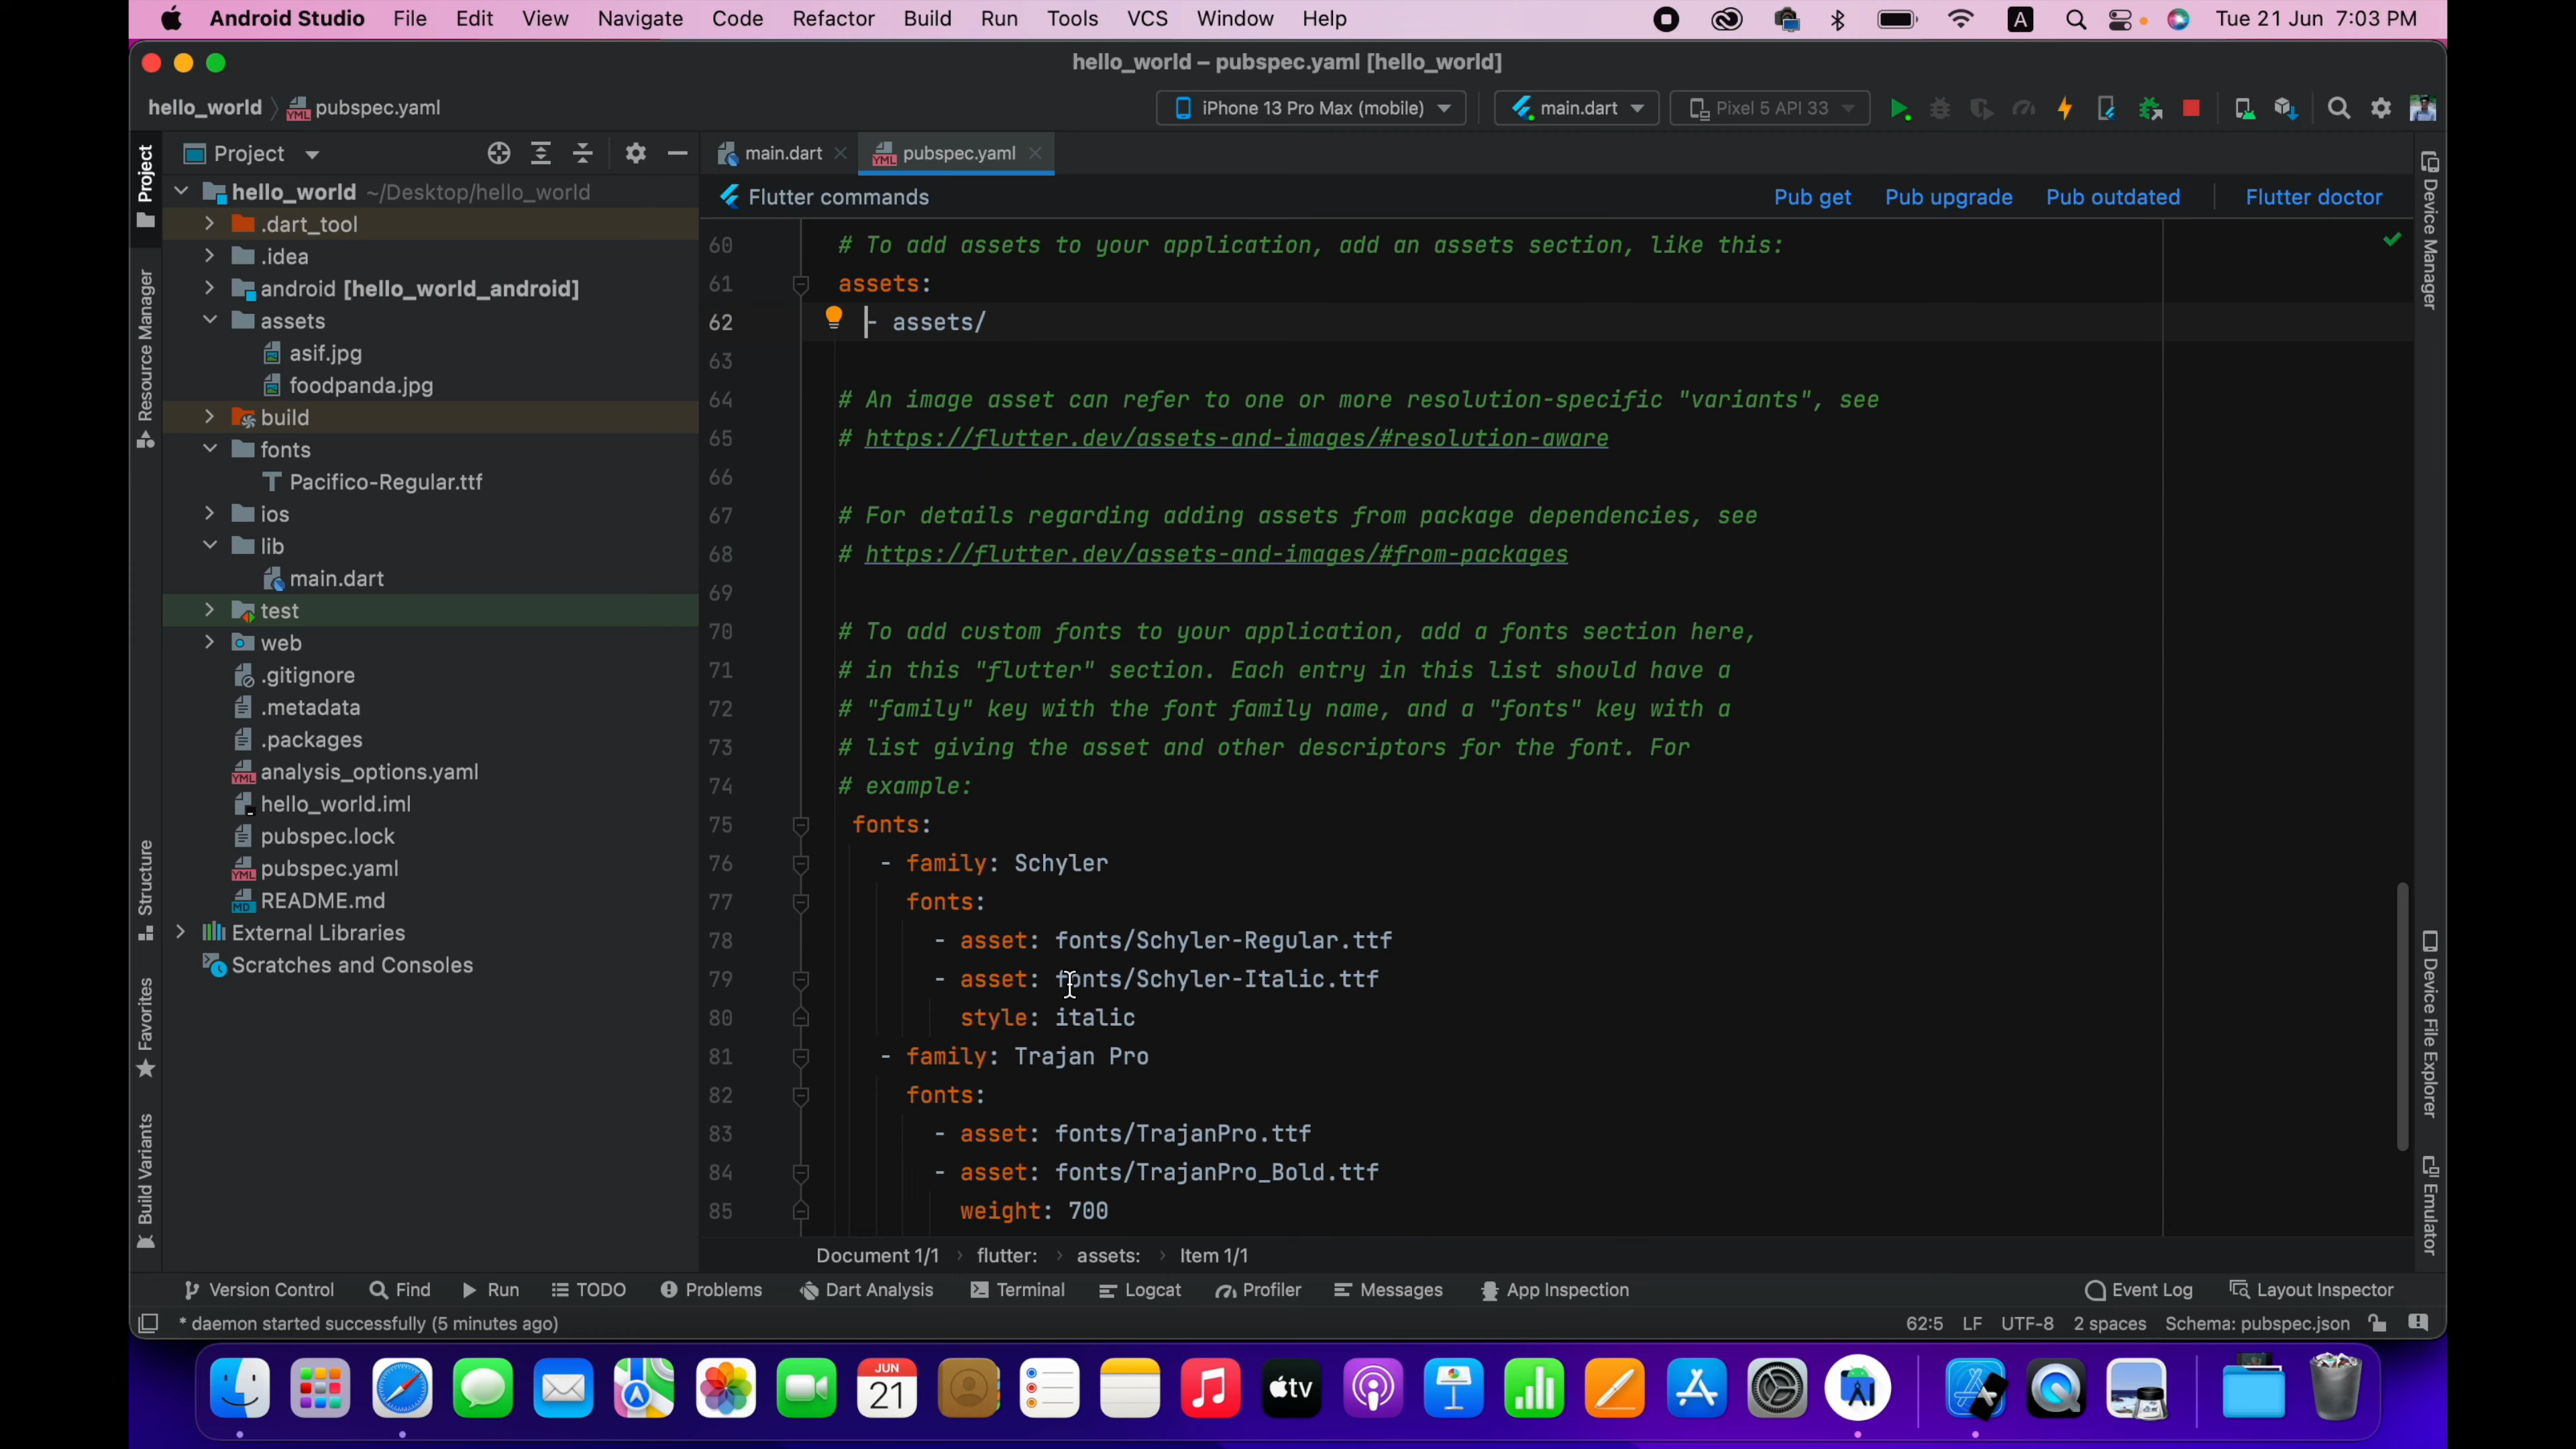 Android Studio File Edit View Navigate Code Refactor Build Run Tools VCS Window Help A Tue 21 Jun 7:03 PM
hello_world – pubspec.yaml [hello_world]
hello_world pubspec.yaml iPhone 13 Pro Max (mobile) main.dart Pixel 5 API 33
Project
main.dart pubspec.yaml
Flutter commands Pub get Pub upgrade Pub outdated Flutter doctor
hello_world ~/Desktop/hello_world
.dart_tool
.idea
android [hello_world_android]
assets
asif.jpg
foodpanda.jpg
build
fonts
Pacifico-Regular.ttf
ios
lib
main.dart
test
web
.gitignore
.metadata
.packages
analysis_options.yaml
hello_world.iml
pubspec.lock
pubspec.yaml
README.md
External Libraries
Scratches and Consoles
60 # To add assets to your application, add an assets section, like this:
61 assets:
62 - assets/
63
64 # An image asset can refer to one or more resolution-specific "variants", see
65 # https://flutter.dev/assets-and-images/#resolution-aware
66
67 # For details regarding adding assets from package dependencies, see
68 # https://flutter.dev/assets-and-images/#from-packages
69
70 # To add custom fonts to your application, add a fonts section here,
71 # in this "flutter" section. Each entry in this list should have a
72 # "family" key with the font family name, and a "fonts" key with a
73 # list giving the asset and other descriptors for the font. For
74 # example:
75 fonts:
76 - family: Schyler
77 fonts:
78 - asset: fonts/Schyler-Regular.ttf
79 - asset: fonts/Schyler-Italic.ttf
80 style: italic
81 - family: Trajan Pro
82 fonts:
83 - asset: fonts/TrajanPro.ttf
84 - asset: fonts/TrajanPro_Bold.ttf
85 weight: 700
Project
Resource Manager
Structure
Favorites
Build Variants
Device Manager
Device File Explorer
Emulator
Document 1/1 flutter: assets: Item 1/1
Version Control Find Run TODO Problems Dart Analysis Terminal Logcat Profiler Messages App Inspection Event Log Layout Inspector
* daemon started successfully (5 minutes ago) 62:5 LF UTF-8 2 spaces Schema: pubspec.json
JUN
21
tv